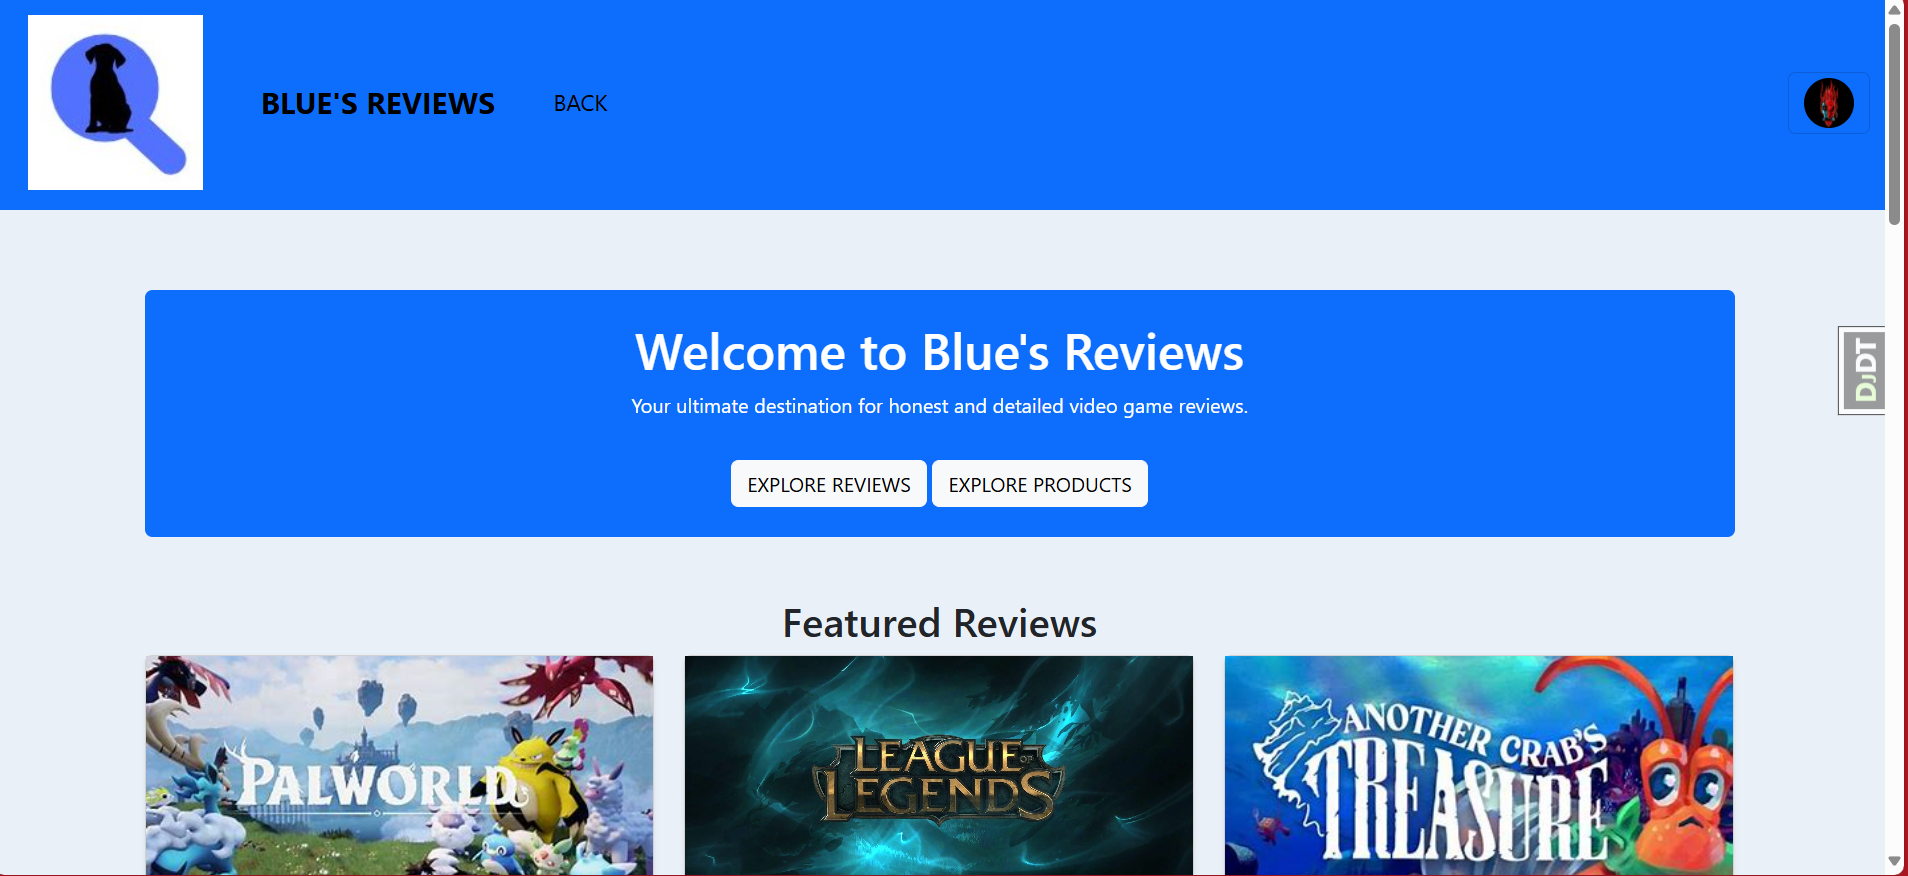 BLUE'S REVIEWS
BACK
Welcome to Blue's Reviews
Your ultimate destination for honest and detailed video game reviews.
EXPLORE REVIEWS
EXPLORE PRODUCTS
DjDT
Featured Reviews
PALWORLD
LEAGUE OF
LEGENDS
ANOTHER CRAB'S
TREASURE